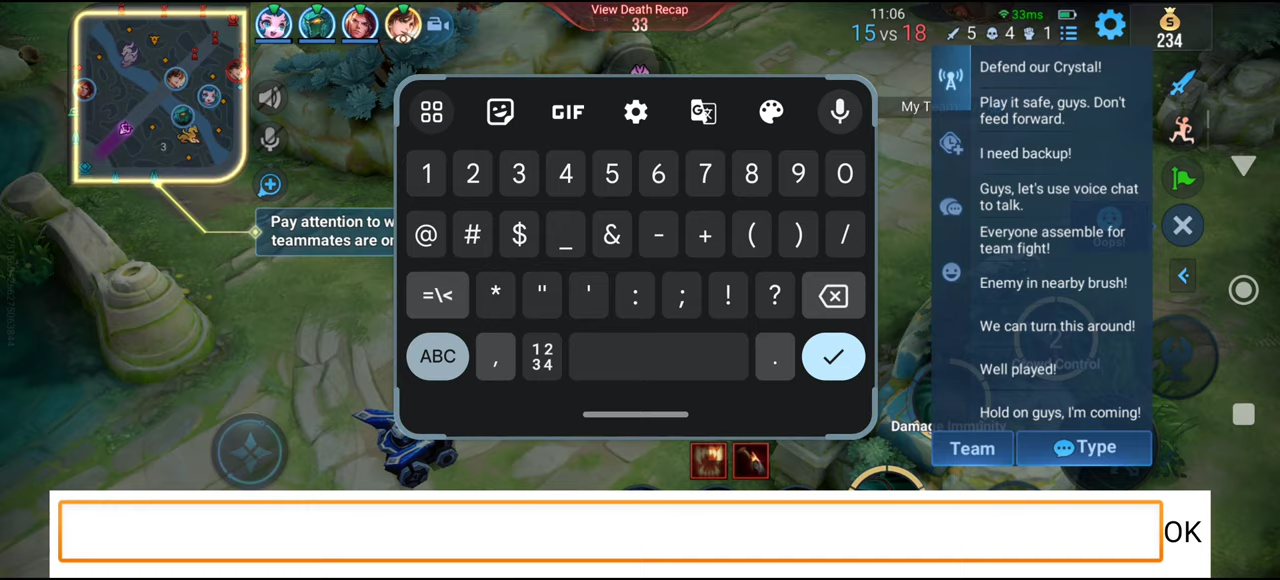 View Death Recap
33
11:06
33ms
15 vs 18
5
4
1
S
234
3
My
Pay attention to w
teammates are or
GIF
1 2 3 4 5 6 7 8 9 0
@ # $ _ & - + ( ) /
=\< * " ' : ; ! ?
ABC , 12 34 .
Defend our Crystal!
Play it safe, guys. Don't
feed forward.
I need backup!
Guys, let's use voice chat
to talk.
Everyone assemble for
team fight!
Oops!
Enemy in nearby brush!
We can turn this around!
2
Well played!
Control
Hold on guys, I'm coming!
Damage Immunity
Team
Type
OK